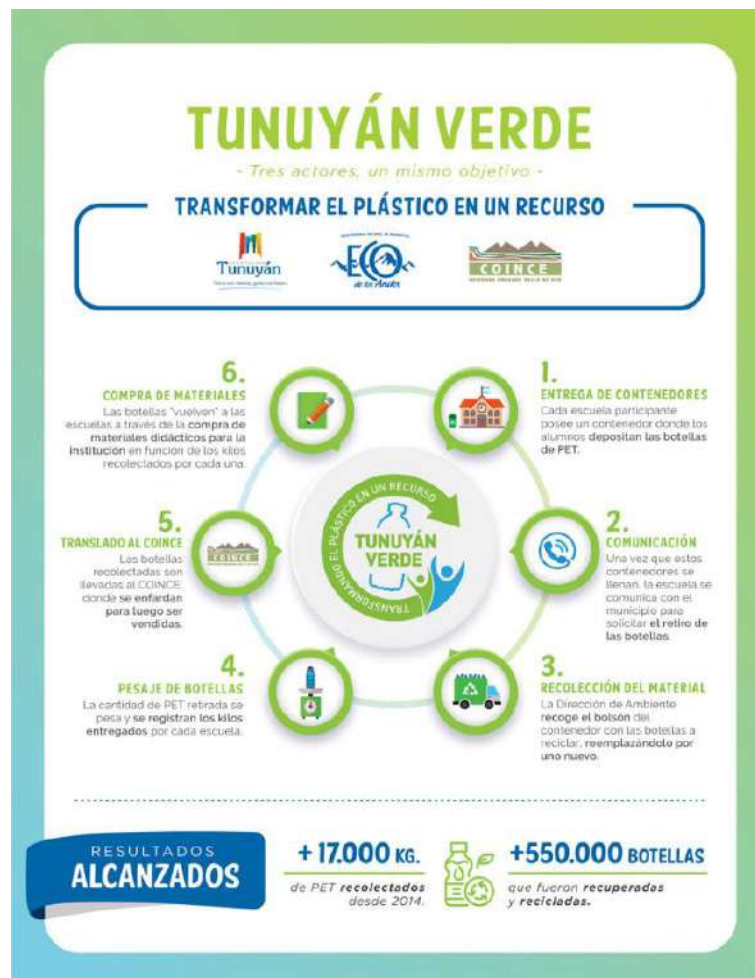 TUNUYÁN VERDE
- Tres actores, un mismo objetivo -
TRANSFORMAR EL PLÁSTICO EN UN RECURSO
Tunuyán
ECO
de los Andes
COINCE
1.
ENTREGA DE CONTENEDORES
Cada escuela participante
posee un contenedor donde los
alumnos depositan las botellas
de PET.
2.
COMUNICACIÓN
Una vez que estos
contenedores se
llenan, la escuela se
comunica con el
municipio para
solicitar el retiro de
las botellas
3.
RECOLECCIÓN DEL MATERIAL
La Dirección de Ambiente
recoge el bolsón del
contenedor con las botellas a
reciclar, reemplazándolo por
uno nuevo.
4.
PESAJE DE BOTELLAS
La cantidad de PET retirada se
pesa y se registran los kilos
entregados por cada escuela.
5.
TRANSLADO AL COINCE
Las botellas
recolectadas son
llevadas al COINCE,
donde se enfardan
para luego ser
vendidas.
6.
COMPRA DE MATERIALES
Las botellas "vuelven" a las
escuelas a través de la compra de
materiales didácticos para la
institución en función de los kilos
recolectados por cada una.
COINCE
TRANSFORMANDO EL PLÁSTICO EN UN RECURSO
TUNUYÁN
VERDE
RESULTADOS
ALCANZADOS
+ 17.000 KG.
de PET recolectados
desde 2014.
+550.000 BOTELLAS
que fueron recuperadas
y recicladas.